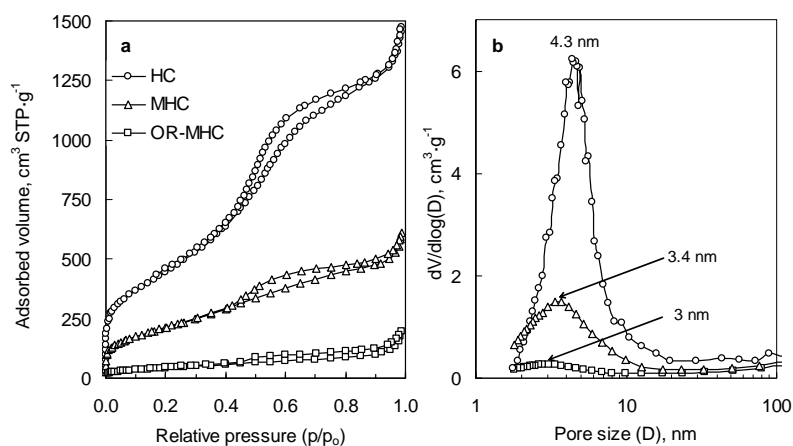 a
1500
1250
1000
750
500
250
0
0.0 0.2 0.4 0.6 0.8 1.0
Adsorbed volume, cm³ STP·g⁻¹
Relative pressure (p/pₒ)
HC
MHC
OR-MHC
b
4.3 nm
3.4 nm
3 nm
6
4
2
0
1 10 100
dV/dlog(D), cm³·g⁻¹
Pore size (D), nm